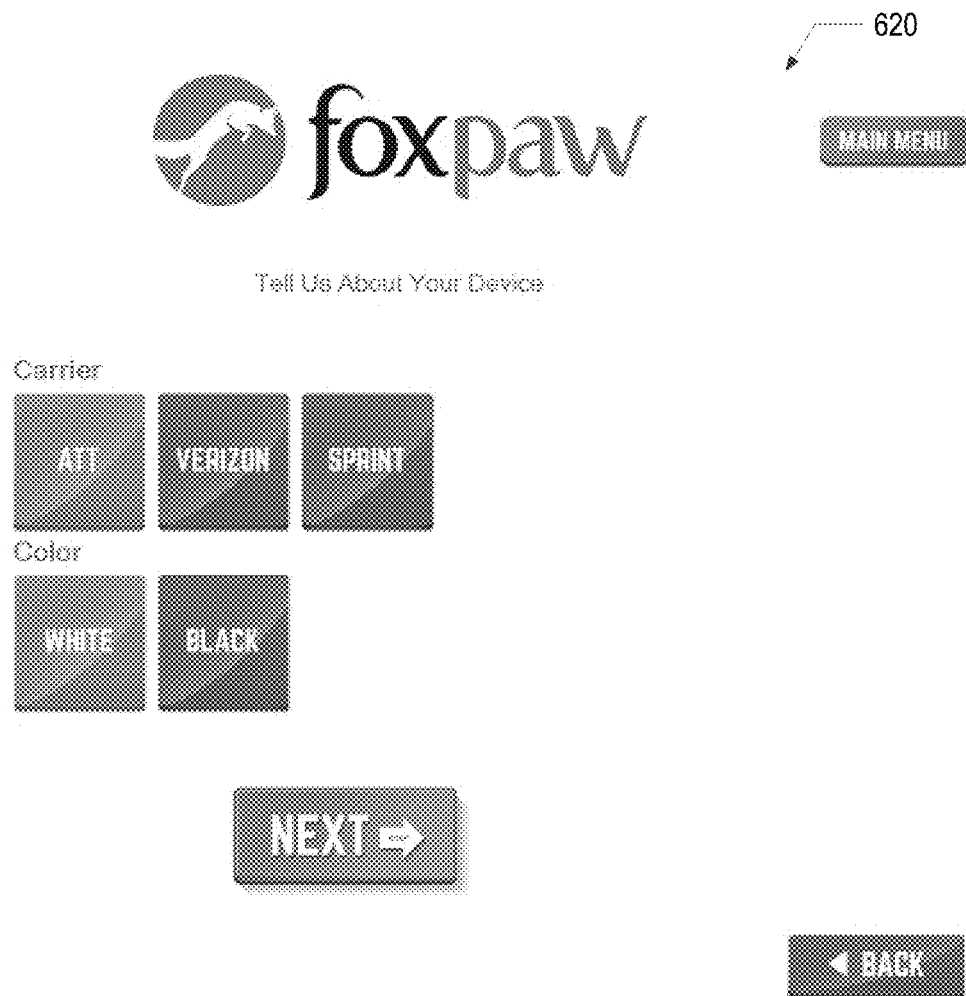 620
foxpaw
MAIN MENU
Tell Us About Your Device
Carrier
ATT VERIZON SPRINT
Color
WHITE BLACK
NEXT
BACK